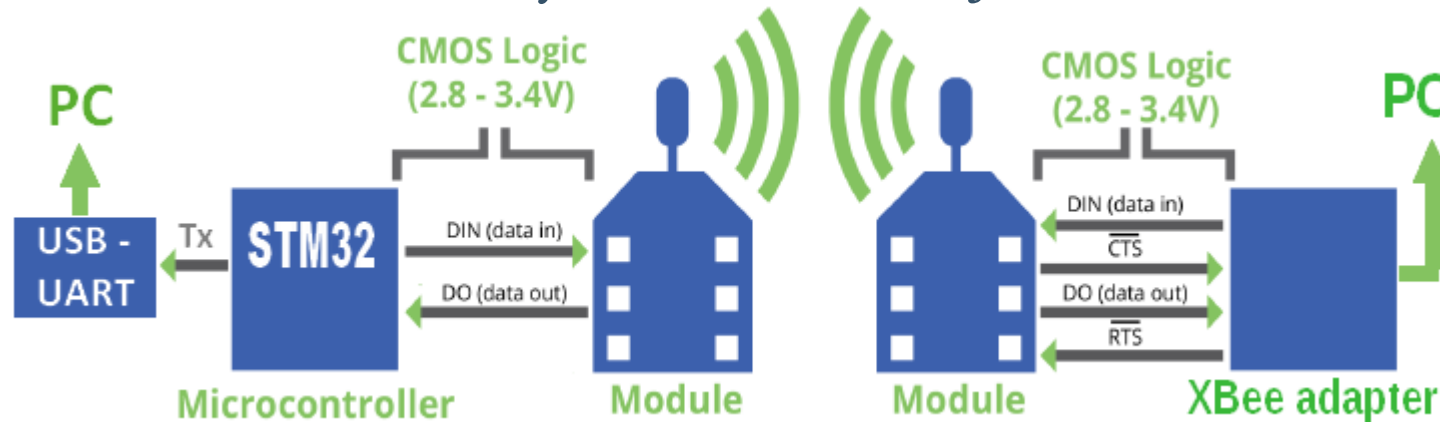 CMOS Logic
(2.8 - 3.4V)
PC
USB -
UART
Tx
STM32
DIN (data in)
DO (data out)
Microcontroller
Module
CMOS Logic
(2.8 - 3.4V)
DIN (data in)
CTS
DO (data out)
RTS
Module
XBee adapter